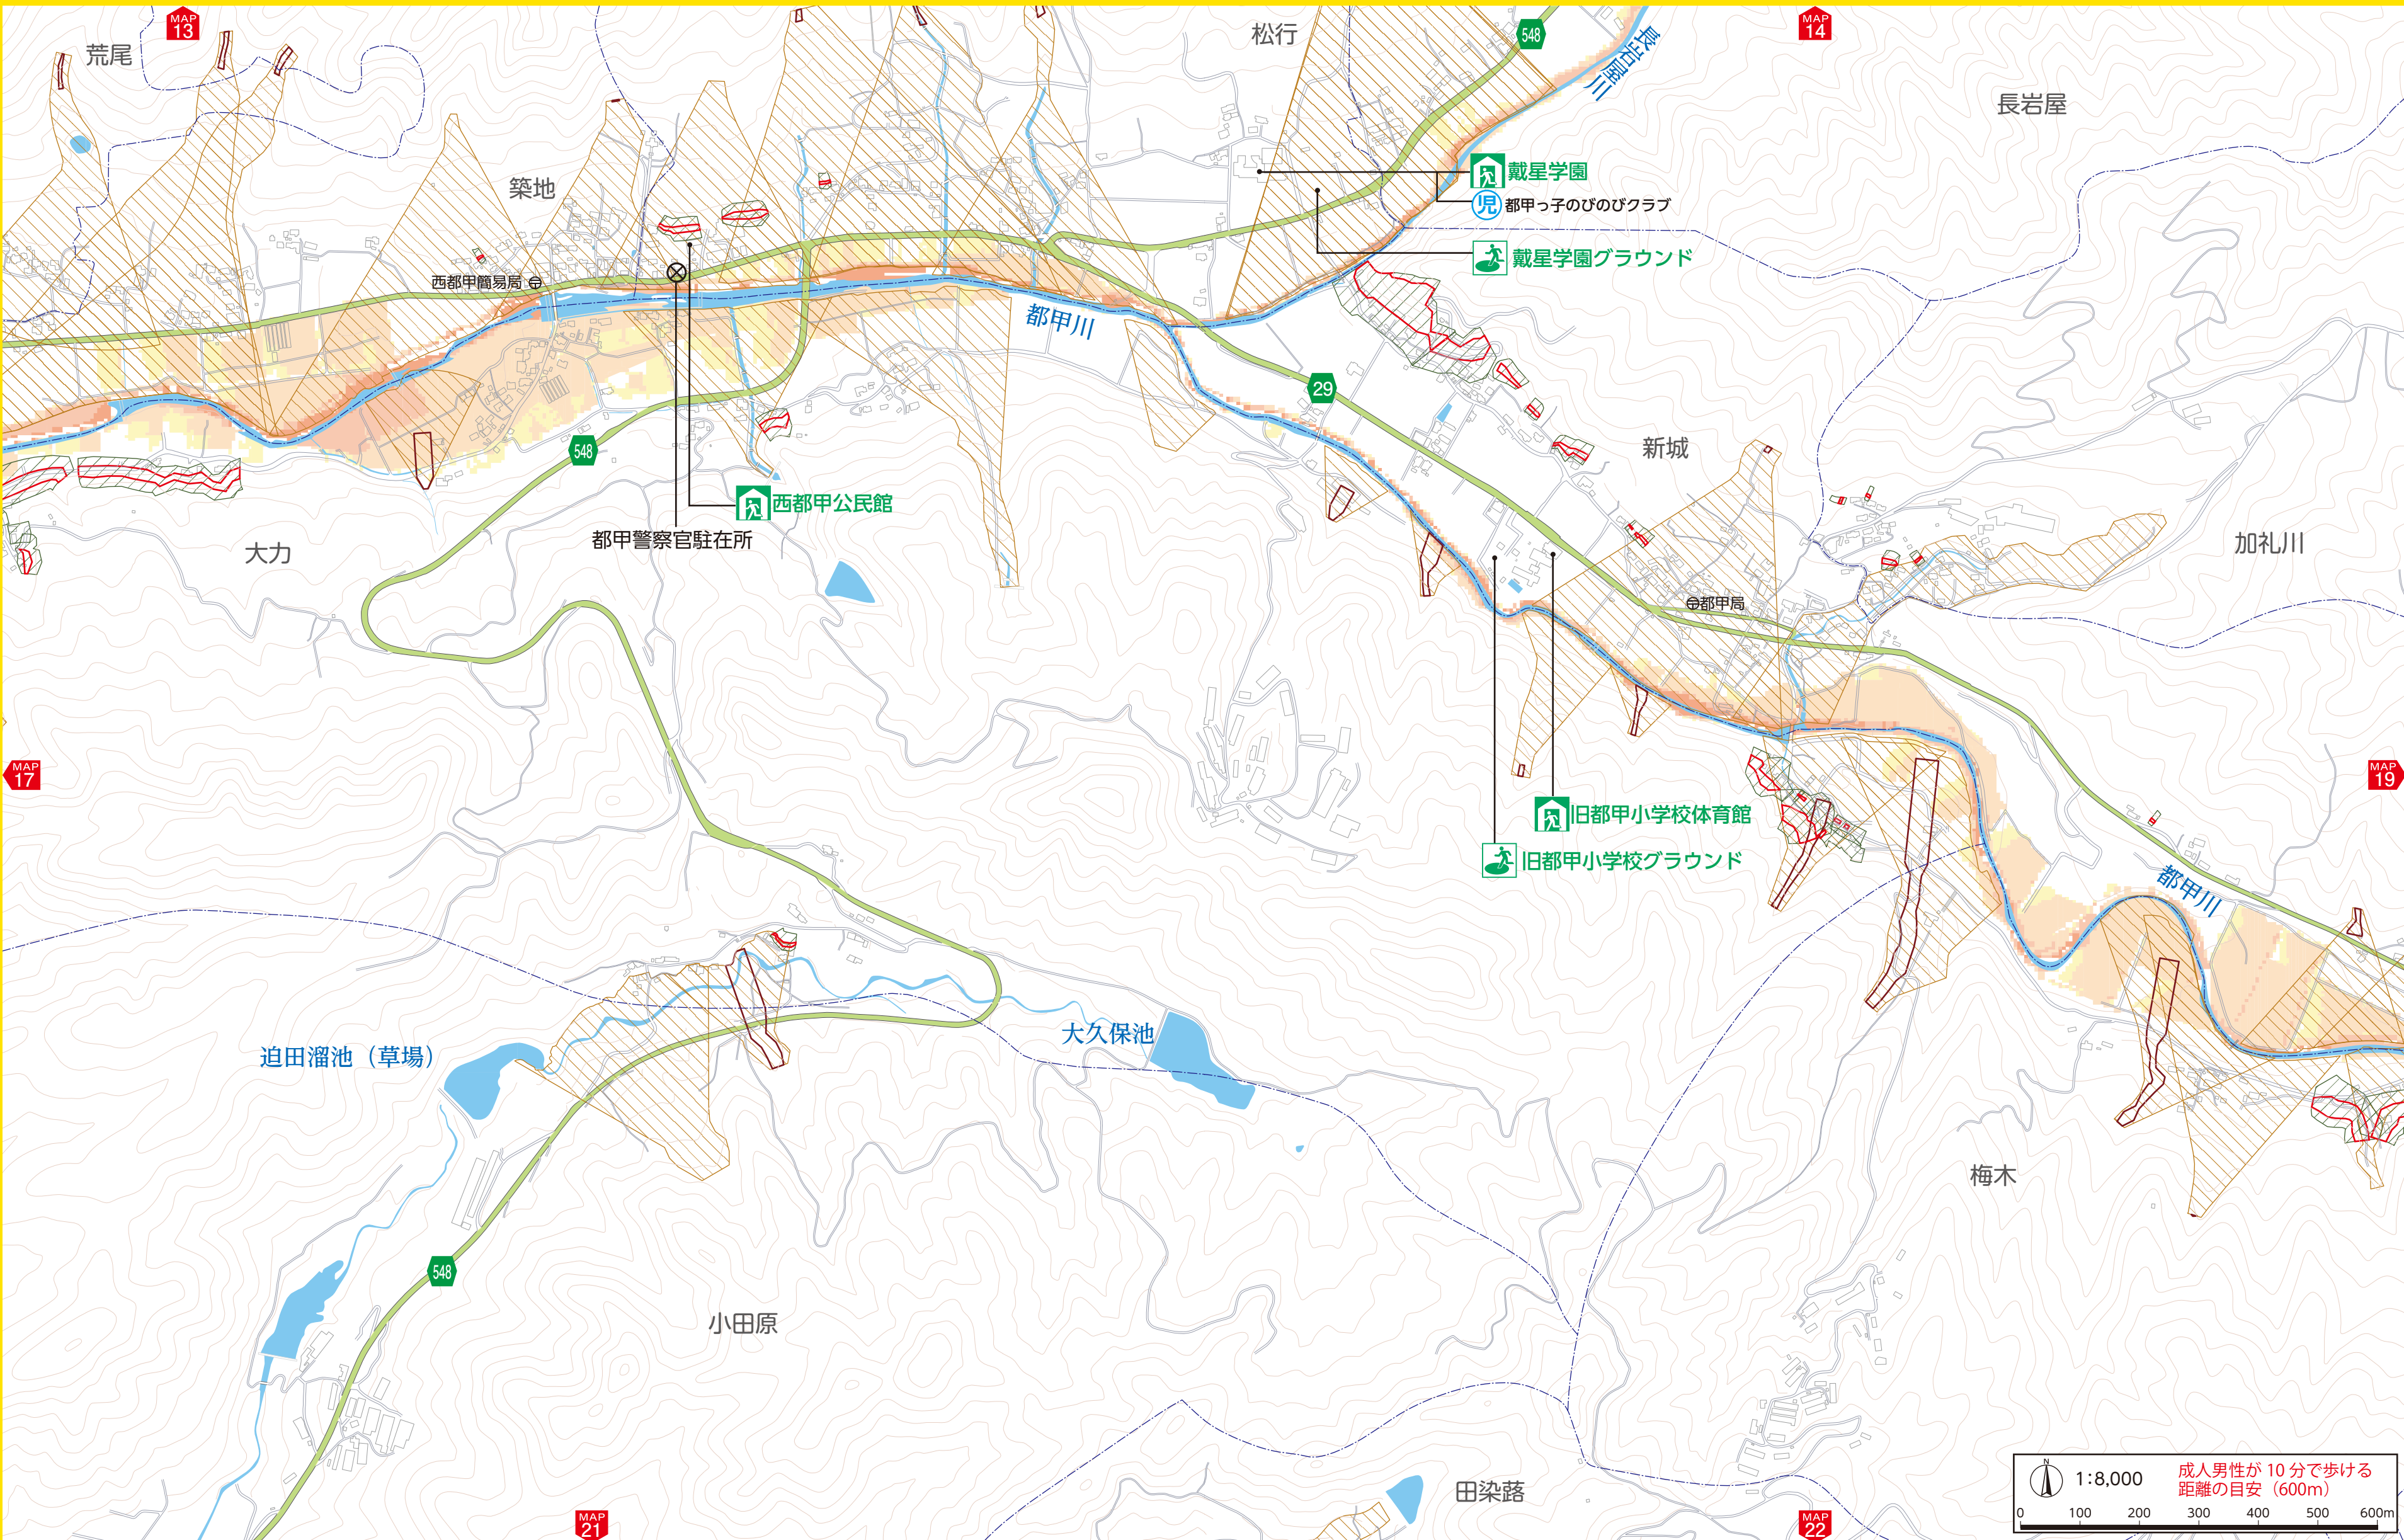 MAP
13
MAP
14
荒尾
松行
548
長岩屋川
長岩屋
築地
戴星学園
児 都甲っ子のびのびクラブ
戴星学園グラウンド
西都甲簡易局
都甲川
29
新城
548
西都甲公民館
都甲警察官駐在所
大力
加礼川
都甲局
MAP
17
MAP
19
旧都甲小学校体育館
旧都甲小学校グラウンド
都甲川
迫田溜池（草場）
大久保池
梅木
548
小田原
田染蕗
MAP
21
MAP
22
N
1:8,000
成人男性が 10 分で歩ける
距離の目安（600m）
0 100 200 300 400 500 600m